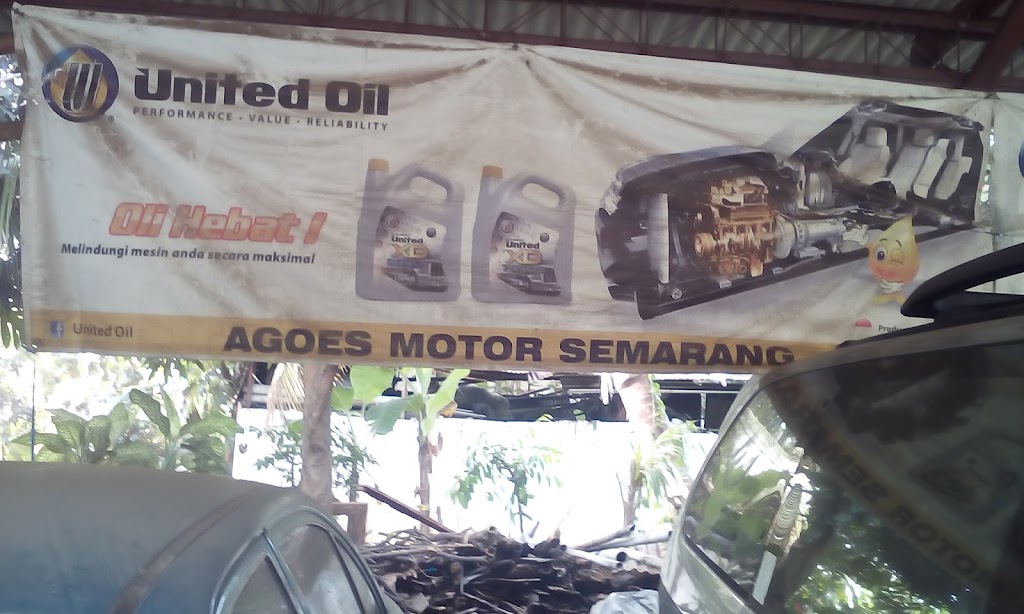 United Oil
PERFORMANCE - VALUE - RELIABILITY
Oli Hebat !
Melindungi mesin anda secara maksimal
United
XD
United
XD
United Oil
AGOES MOTOR SEMARANG